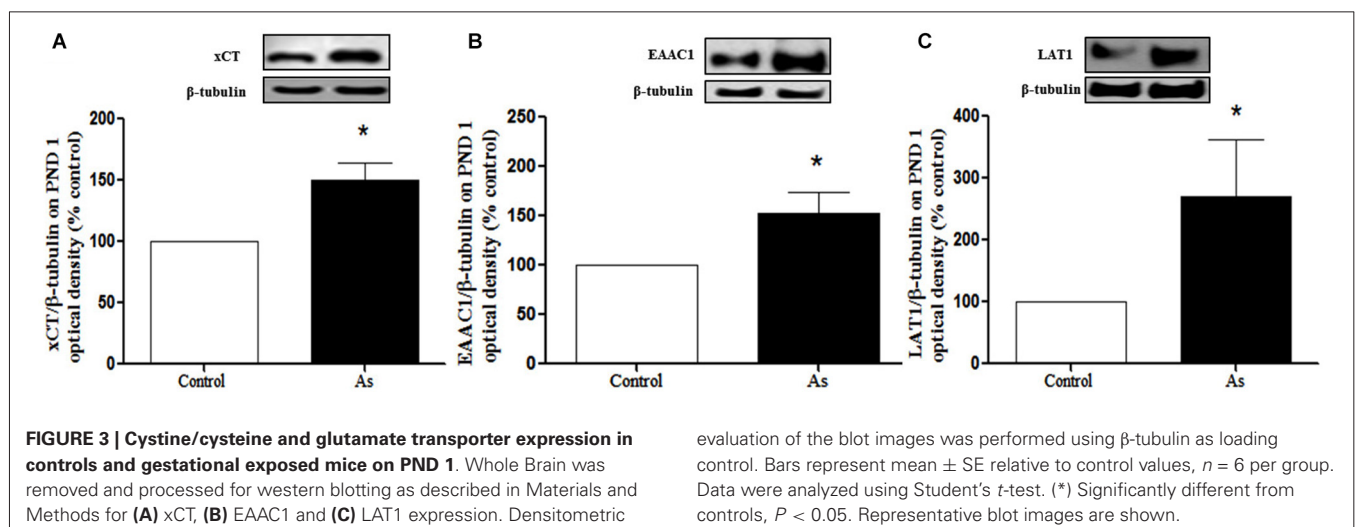 A
xCT
β-tubulin
xCT/β-tubulin on PND 1
optical density (% control)
200
150
100
50
0
*
Control
As
B
EAAC1
β-tubulin
EAAC1/β-tubulin on PND 1
optical density (% control)
250
200
150
100
50
0
*
Control
As
C
LAT1
β-tubulin
LAT1/β-tubulin on PND 1
optical density (% control)
400
300
200
100
0
*
Control
As
FIGURE 3 | Cystine/cysteine and glutamate transporter expression in
controls and gestational exposed mice on PND 1. Whole Brain was
removed and processed for western blotting as described in Materials and
Methods for (A) xCT, (B) EAAC1 and (C) LAT1 expression. Densitometric
evaluation of the blot images was performed using β-tubulin as loading
control. Bars represent mean ± SE relative to control values, n = 6 per group.
Data were analyzed using Student's t-test. (*) Significantly different from
controls, P < 0.05. Representative blot images are shown.